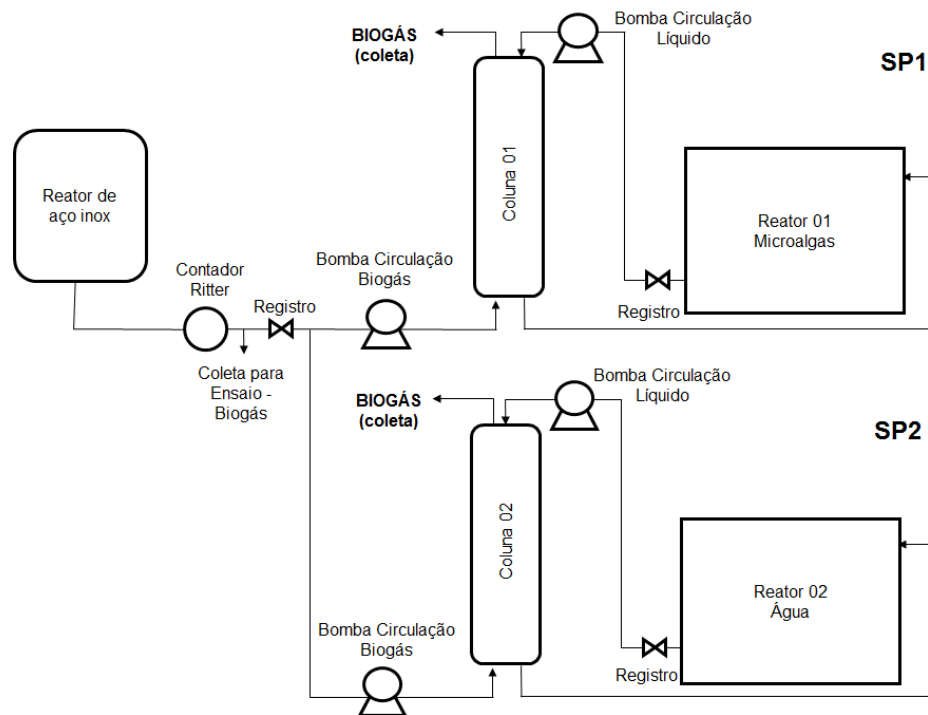 BIOGÁS
(coleta)
Bomba Circulação
Líquido
SP1
Coluna 01
Reator de
aço inox
Reator 01
Microalgas
Contador
Ritter
Registro
Bomba Circulação
Biogás
Registro
Coleta para
Ensaio -
Biogás
BIOGÁS
(coleta)
Bomba Circulação
Líquido
SP2
Coluna 02
Reator 02
Água
Bomba Circulação
Biogás
Registro